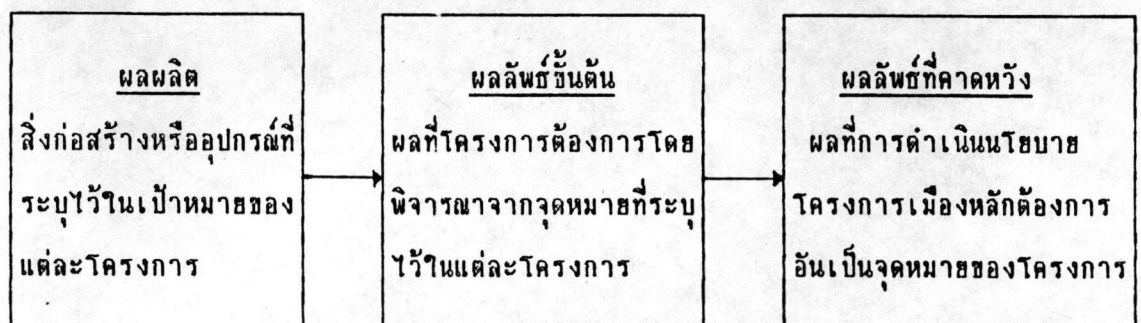 ผลผลิต
สิ่งก่อสร้างหรืออุปกรณ์ที่
ระบุไว้ในเป้าหมายของ
แต่ละโครงการ
ผลลัพธ์ขั้นต้น
ผลที่โครงการต้องการโดย
พิจารณาจากจุดหมายที่ระบุ
ไว้ในแต่ละโครงการ
ผลลัพธ์ที่คาดหวัง
ผลที่การดำเนินนโยบาย
โครงการเมืองหลักต้องการ
อันเป็นจุดหมายของโครงการ